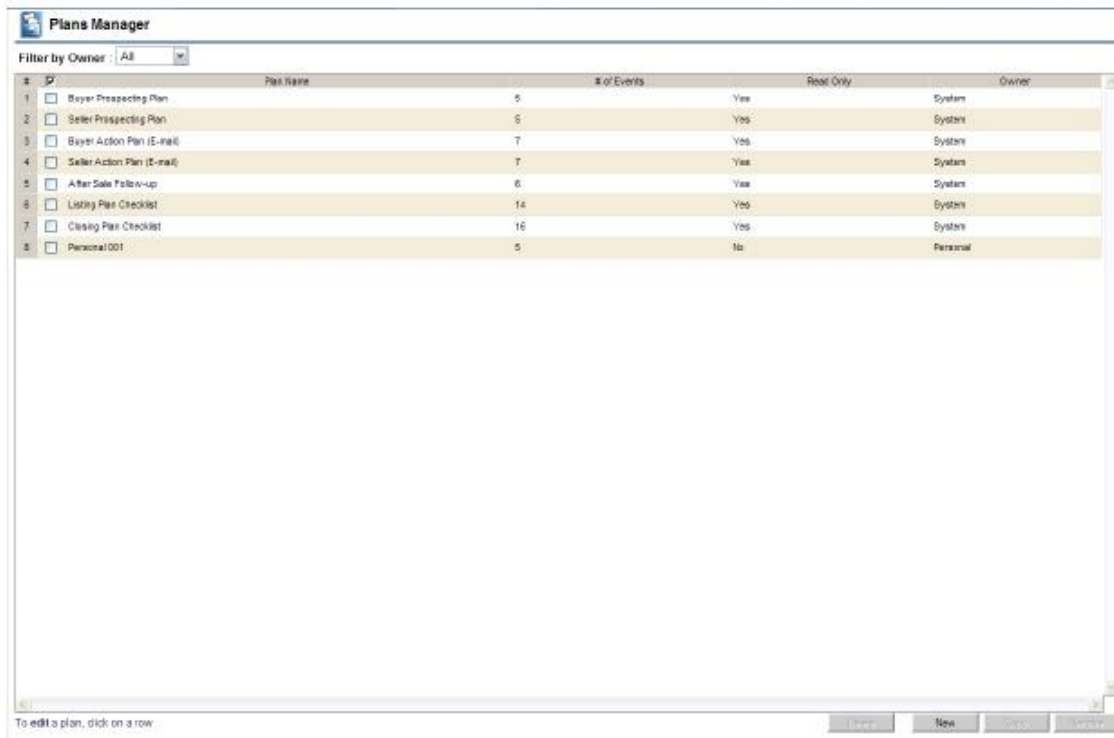 Plans Manager
Filter by Owner : All
# Plan Name # of Events Read Only Owner
1 Buyer Prospecting Plan 5 Yes System
2 Seller Prospecting Plan 5 Yes System
3 Buyer Action Plan (E-mail) 7 Yes System
4 Seller Action Plan (E-mail) 7 Yes System
5 After Sale Follow-up 6 Yes System
6 Listing Plan Checklist 14 Yes System
7 Closing Plan Checklist 16 Yes System
8 Personal 001 5 No Personal
To edit a plan, click on a row
New